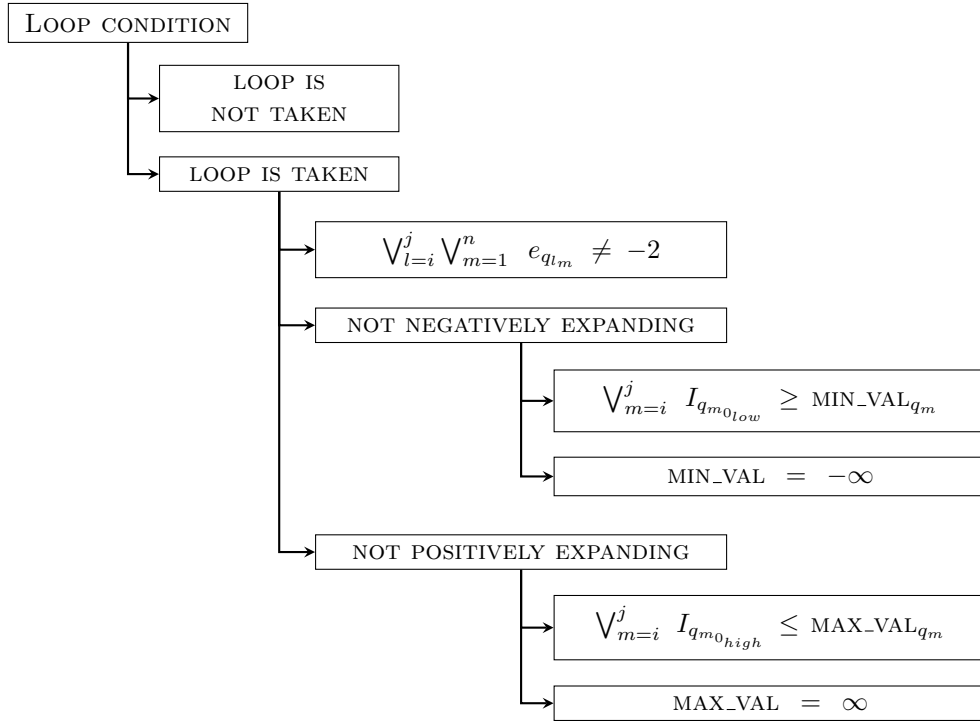 LOOP CONDITION
LOOP IS
NOT TAKEN
LOOP IS TAKEN
⋁_{l=i}^{j} ⋁_{m=1}^{n} e_{q_{l_m}} ≠ −2
NOT NEGATIVELY EXPANDING
⋁_{m=i}^{j} I_{q_{m_{0_{low}}}} ≥ MIN_VAL_{q_m}
MIN_VAL = −∞
NOT POSITIVELY EXPANDING
⋁_{m=i}^{j} I_{q_{m_{0_{high}}}} ≤ MAX_VAL_{q_m}
MAX_VAL = ∞